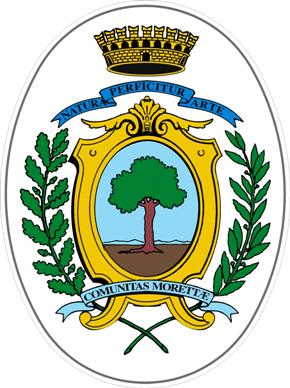 NATURA PERFICITUR ARTE
COMUNITAS MORETTÆ